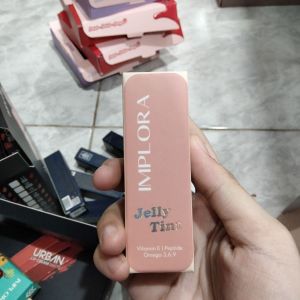 IMPLORA
Jelly
Tint
Vitamin E | Peptide
Omega 3,6,9
URBAN